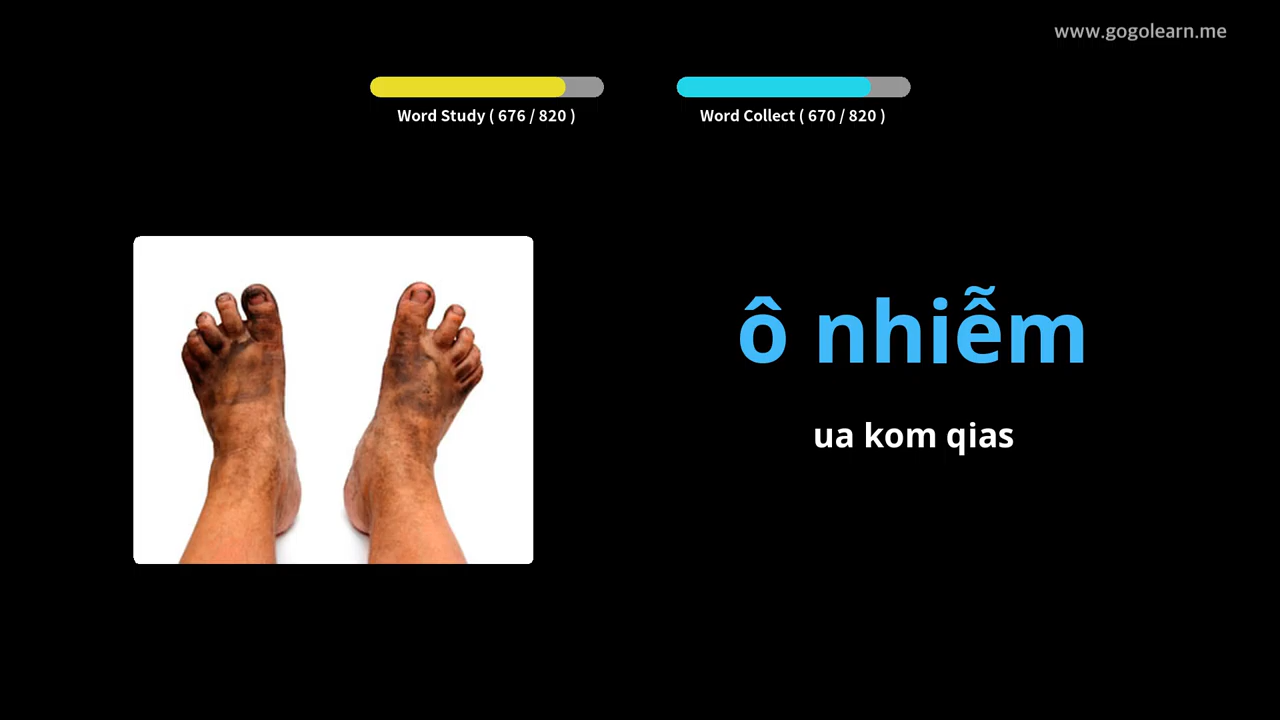 www.gogolearn.me
Word Study ( 676 / 820 )
Word Collect ( 670 / 820 )
ô nhiễm
ua kom qias